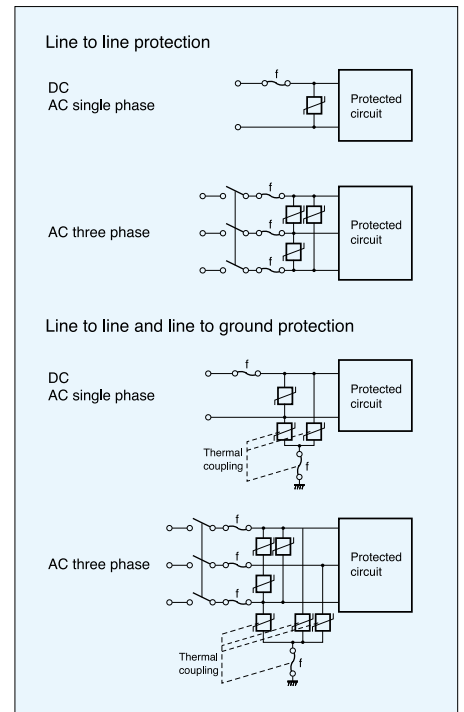 Line to line protection
DC
AC single phase
f
Protected
circuit
AC three phase
f
f
f
Protected
circuit
Line to line and line to ground protection
DC
AC single phase
f
Protected
circuit
Thermal
coupling
f
AC three phase
f
f
f
Protected
circuit
Thermal
coupling
f